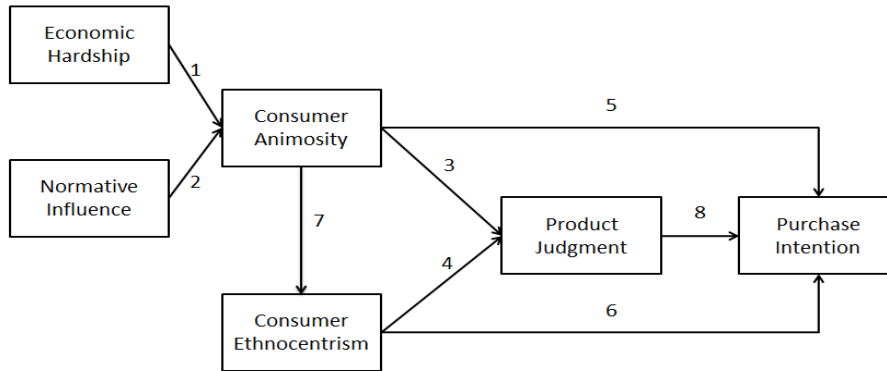 Economic
Hardship
1
Consumer
Animosity
5
3
Normative
Influence
2
7
Product
Judgment
8
Purchase
Intention
4
Consumer
Ethnocentrism
6